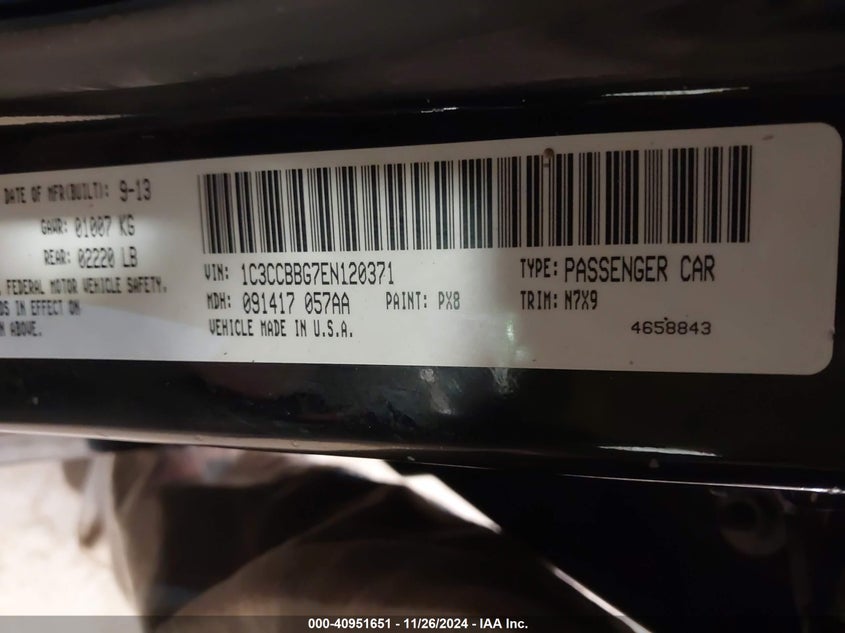 DATE OF MFR(BUILT): 9-13
GAWR: 01007 KG
REAR: 02220 LB
FEDERAL MOTOR VEHICLE SAFETY.
DS IN EFFECT ON
N ABOVE.
VIN: 1C3CCBBG7EN120371
TYPE: PASSENGER CAR
MDH: 091417 057AA PAINT: PX8 TRIM: N7X9
VEHICLE MADE IN U.S.A.
4658843
000-40951651 - 11/26/2024 - IAA Inc.